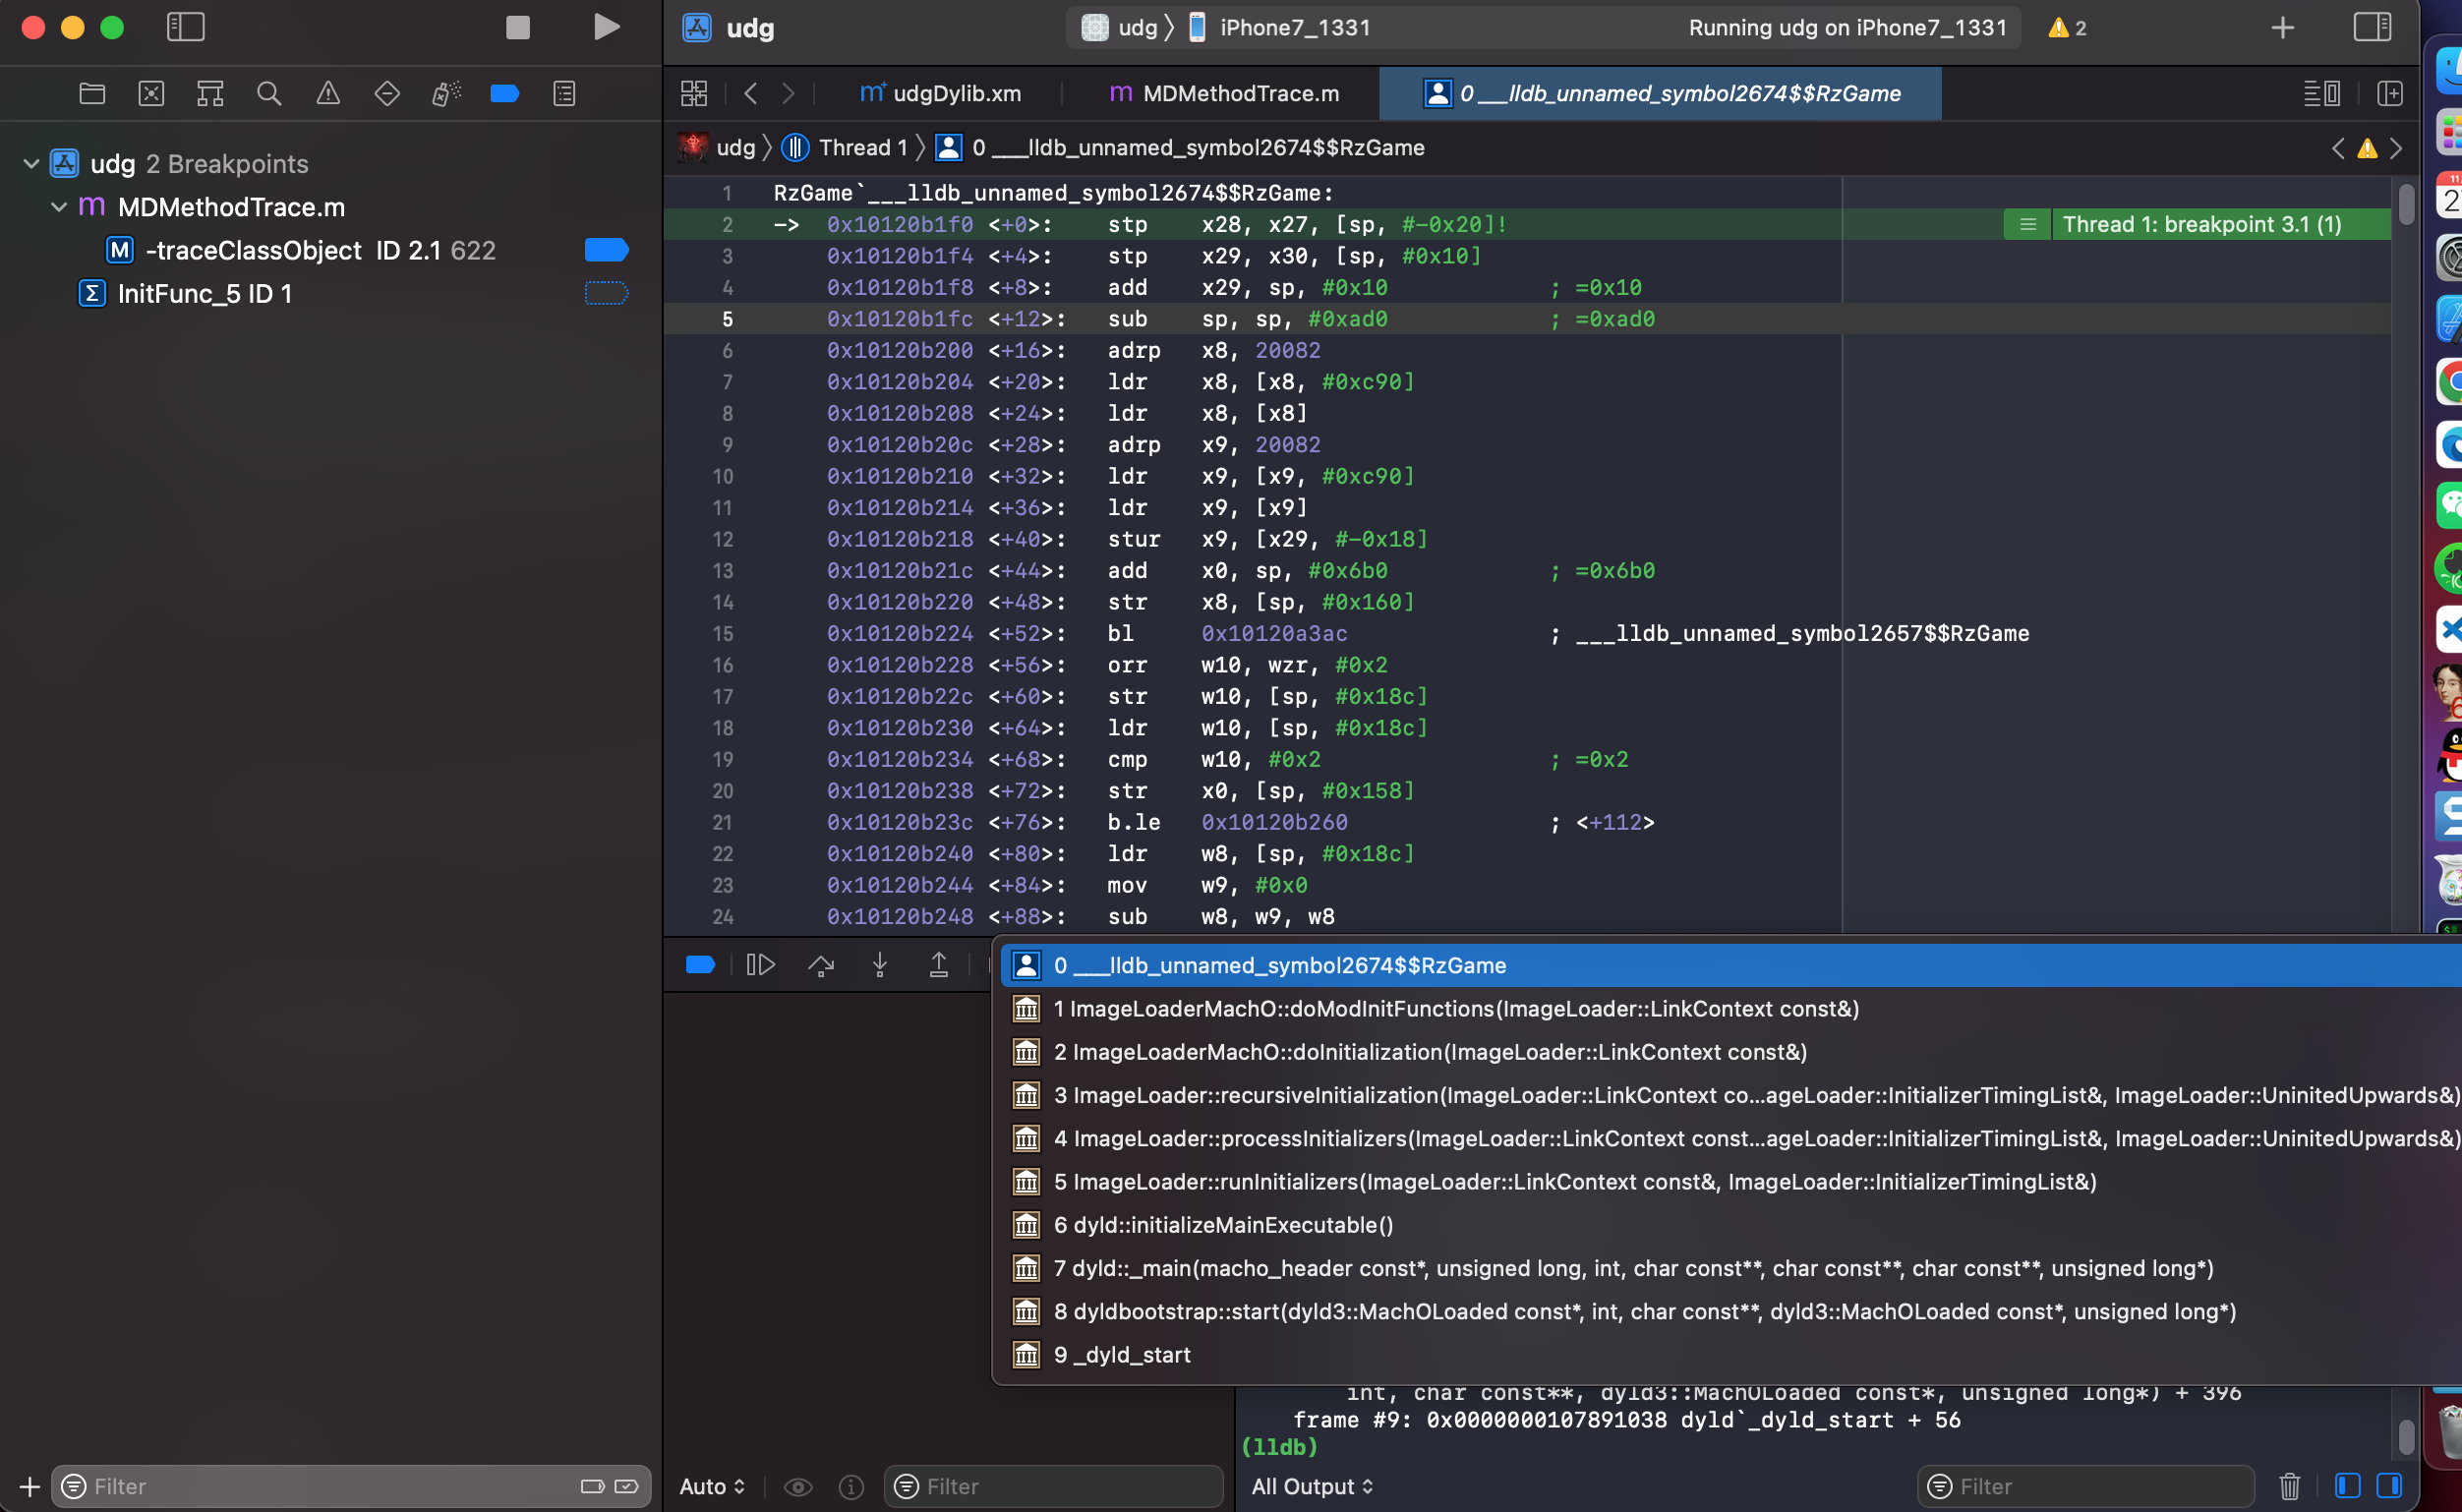 udg
udg 〉 iPhone7_1331
Running udg on iPhone7_1331
2
udgDylib.xm
MDMethodTrace.m
0 ___lldb_unnamed_symbol2674$$RzGame
udg 〉 Thread 1 〉 0 ___lldb_unnamed_symbol2674$$RzGame
udg 2 Breakpoints
MDMethodTrace.m
M -traceClassObject ID 2.1 622
Σ InitFunc_5 ID 1
1 RzGame`___lldb_unnamed_symbol2674$$RzGame:
2 -> 0x10120b1f0 <+0>: stp x28, x27, [sp, #-0x20]! Thread 1: breakpoint 3.1 (1)
3 0x10120b1f4 <+4>: stp x29, x30, [sp, #0x10]
4 0x10120b1f8 <+8>: add x29, sp, #0x10 ; =0x10
5 0x10120b1fc <+12>: sub sp, sp, #0xad0 ; =0xad0
6 0x10120b200 <+16>: adrp x8, 20082
7 0x10120b204 <+20>: ldr x8, [x8, #0xc90]
8 0x10120b208 <+24>: ldr x8, [x8]
9 0x10120b20c <+28>: adrp x9, 20082
10 0x10120b210 <+32>: ldr x9, [x9, #0xc90]
11 0x10120b214 <+36>: ldr x9, [x9]
12 0x10120b218 <+40>: stur x9, [x29, #-0x18]
13 0x10120b21c <+44>: add x0, sp, #0x6b0 ; =0x6b0
14 0x10120b220 <+48>: str x8, [sp, #0x160]
15 0x10120b224 <+52>: bl 0x10120a3ac ; ___lldb_unnamed_symbol2657$$RzGame
16 0x10120b228 <+56>: orr w10, wzr, #0x2
17 0x10120b22c <+60>: str w10, [sp, #0x18c]
18 0x10120b230 <+64>: ldr w10, [sp, #0x18c]
19 0x10120b234 <+68>: cmp w10, #0x2 ; =0x2
20 0x10120b238 <+72>: str x0, [sp, #0x158]
21 0x10120b23c <+76>: b.le 0x10120b260 ; <+112>
22 0x10120b240 <+80>: ldr w8, [sp, #0x18c]
23 0x10120b244 <+84>: mov w9, #0x0
24 0x10120b248 <+88>: sub w8, w9, w8
0 ___lldb_unnamed_symbol2674$$RzGame
1 ImageLoaderMachO::doModInitFunctions(ImageLoader::LinkContext const&)
2 ImageLoaderMachO::doInitialization(ImageLoader::LinkContext const&)
3 ImageLoader::recursiveInitialization(ImageLoader::LinkContext co...ageLoader::InitializerTimingList&, ImageLoader::UninitedUpwards&)
4 ImageLoader::processInitializers(ImageLoader::LinkContext const...ageLoader::InitializerTimingList&, ImageLoader::UninitedUpwards&)
5 ImageLoader::runInitializers(ImageLoader::LinkContext const&, ImageLoader::InitializerTimingList&)
6 dyld::initializeMainExecutable()
7 dyld::_main(macho_header const*, unsigned long, int, char const**, char const**, char const**, unsigned long*)
8 dyldbootstrap::start(dyld3::MachOLoaded const*, int, char const**, dyld3::MachOLoaded const*, unsigned long*)
9 _dyld_start
int, char const**, dyld3::MachOLoaded const*, unsigned long*) + 396
frame #9: 0x0000000107891038 dyld`_dyld_start + 56
(lldb)
Filter
Auto
Filter
All Output
Filter